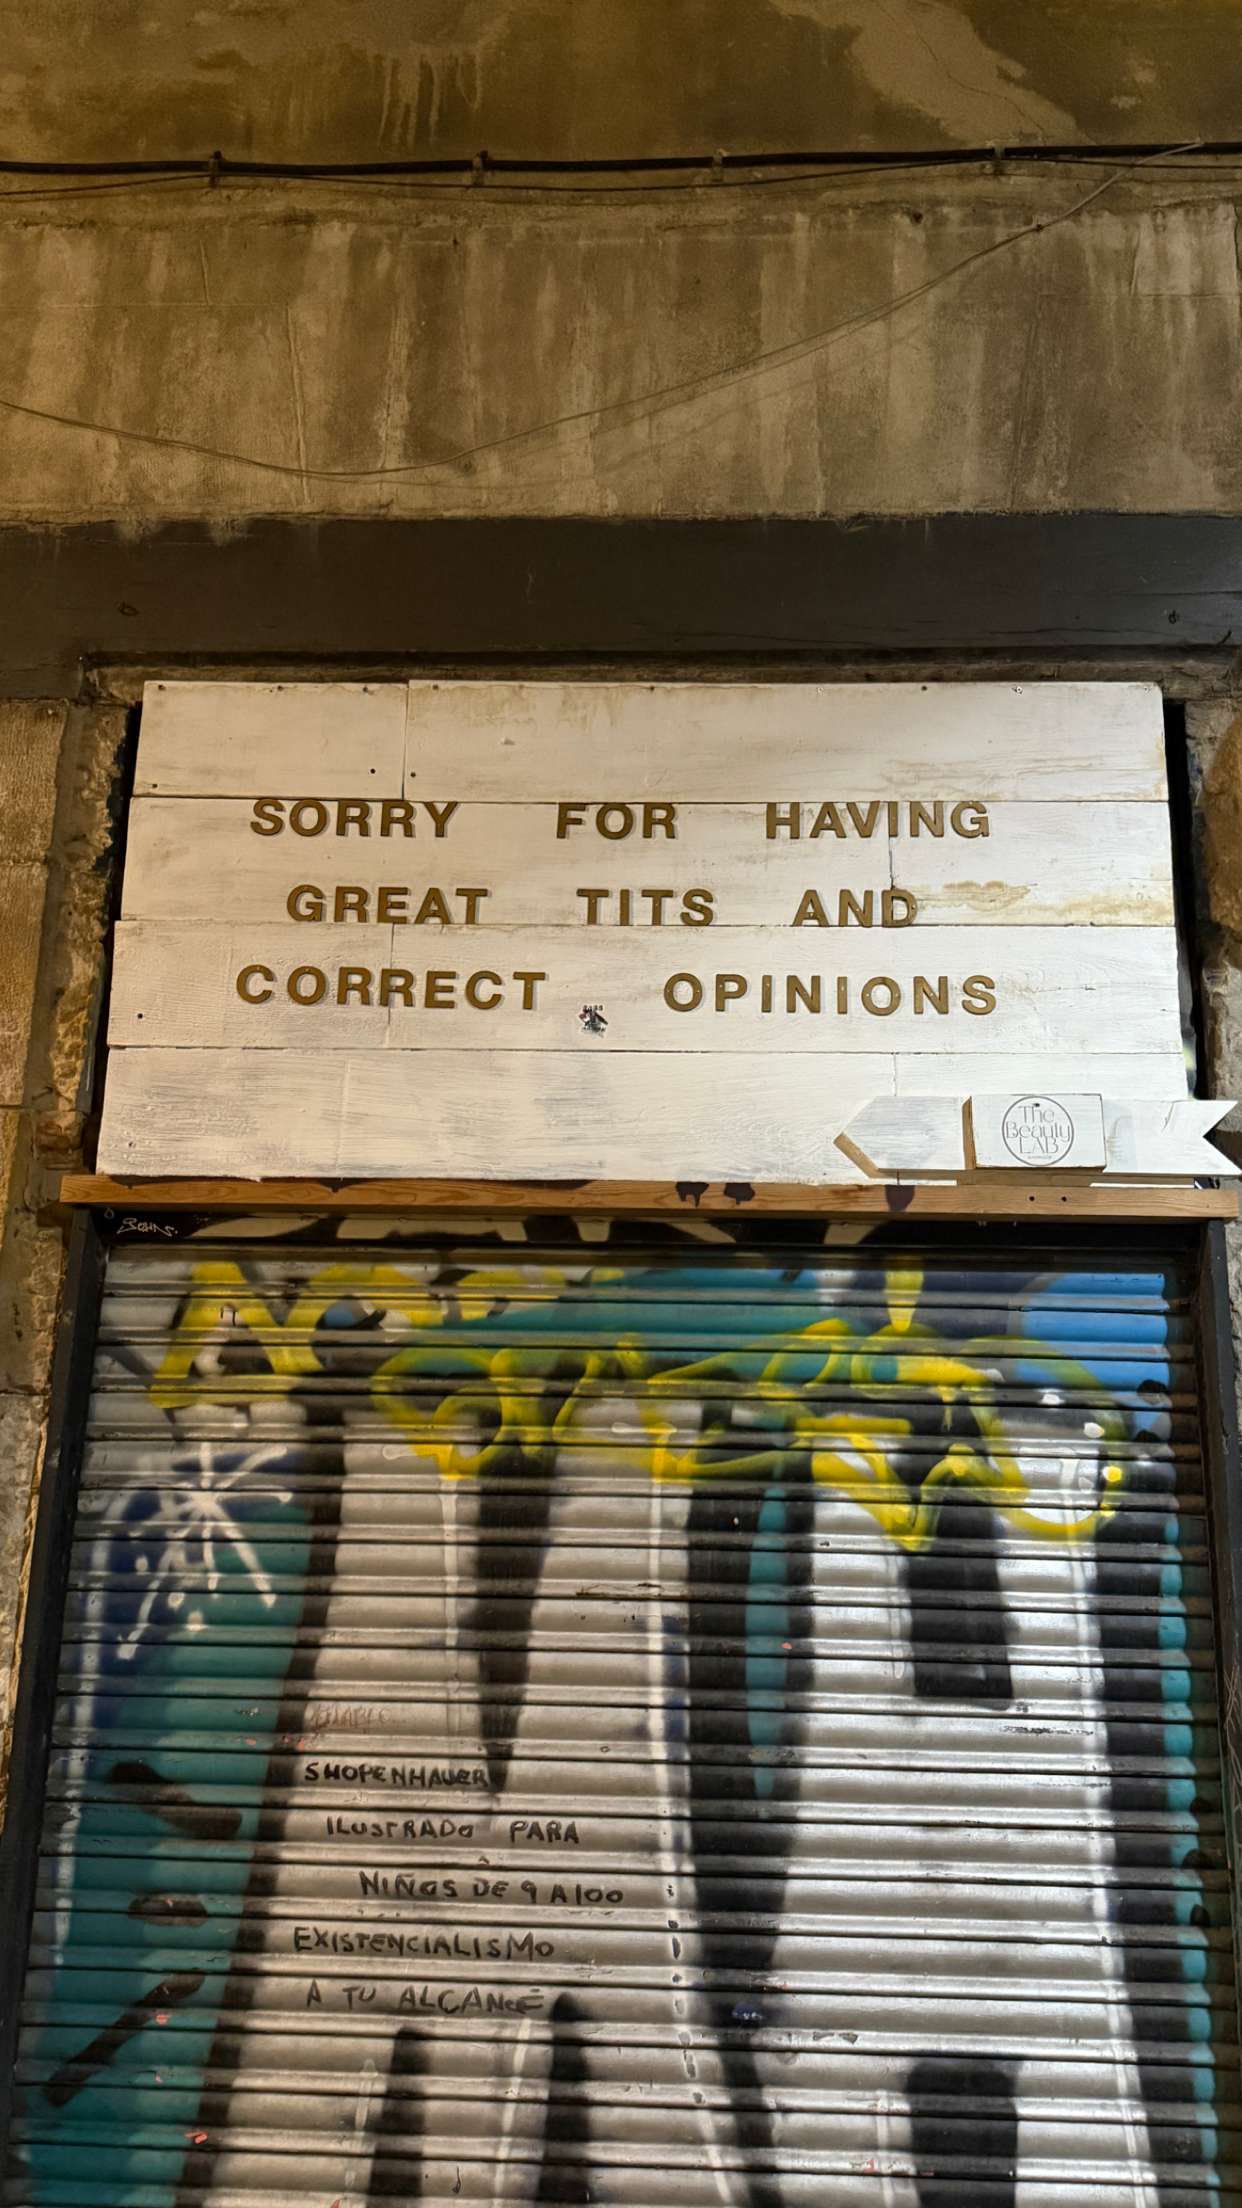 SORRY FOR HAVING
GREAT TITS AND
CORRECT OPINIONS
The
Beauty
LAB
SHOPENHAUER
ILUSTRADO PARA
NIÑOS DE 9 A 100
EXISTENCIALISMO
A TU ALCANCE